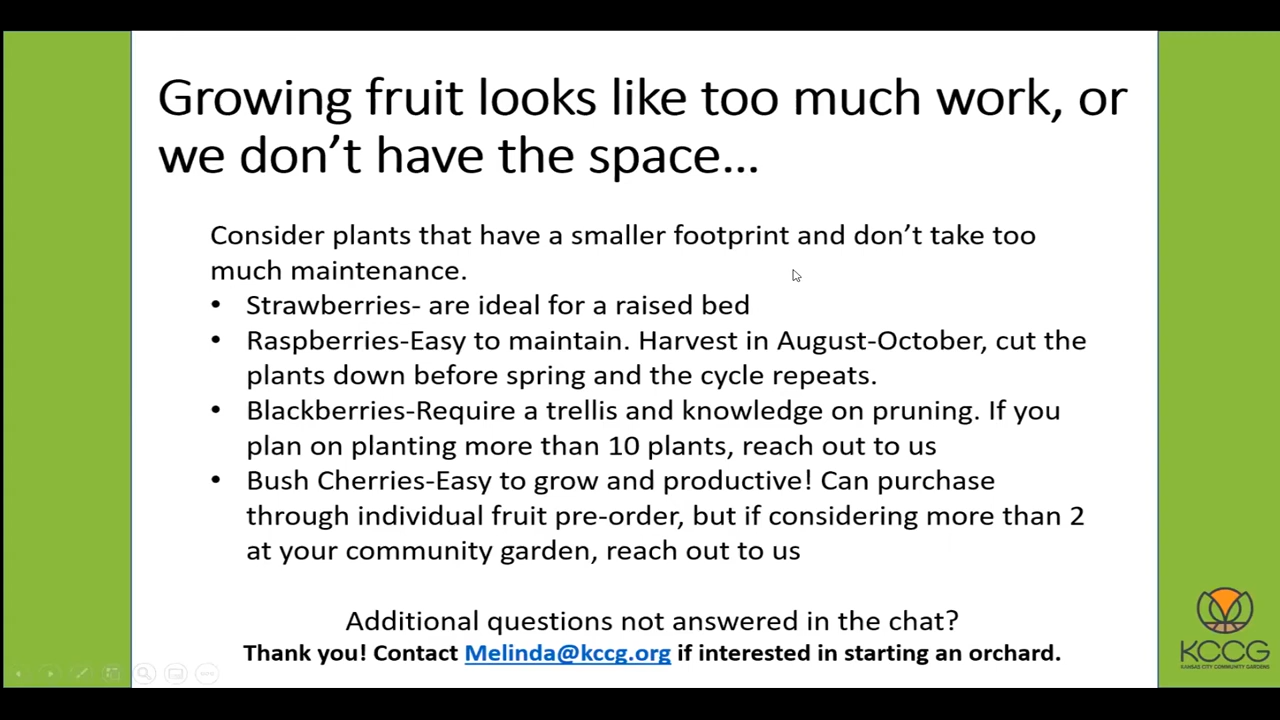 Growing fruit looks like too much work, or
we don’t have the space...
Consider plants that have a smaller footprint and don’t take too
much maintenance.
• Strawberries- are ideal for a raised bed
• Raspberries-Easy to maintain. Harvest in August-October, cut the
plants down before spring and the cycle repeats.
• Blackberries-Require a trellis and knowledge on pruning. If you
plan on planting more than 10 plants, reach out to us
• Bush Cherries-Easy to grow and productive! Can purchase
through individual fruit pre-order, but if considering more than 2
at your community garden, reach out to us
Additional questions not answered in the chat?
Thank you! Contact Melinda@kccg.org if interested in starting an orchard.
KCCG
KANSAS CITY COMMUNITY GARDENS